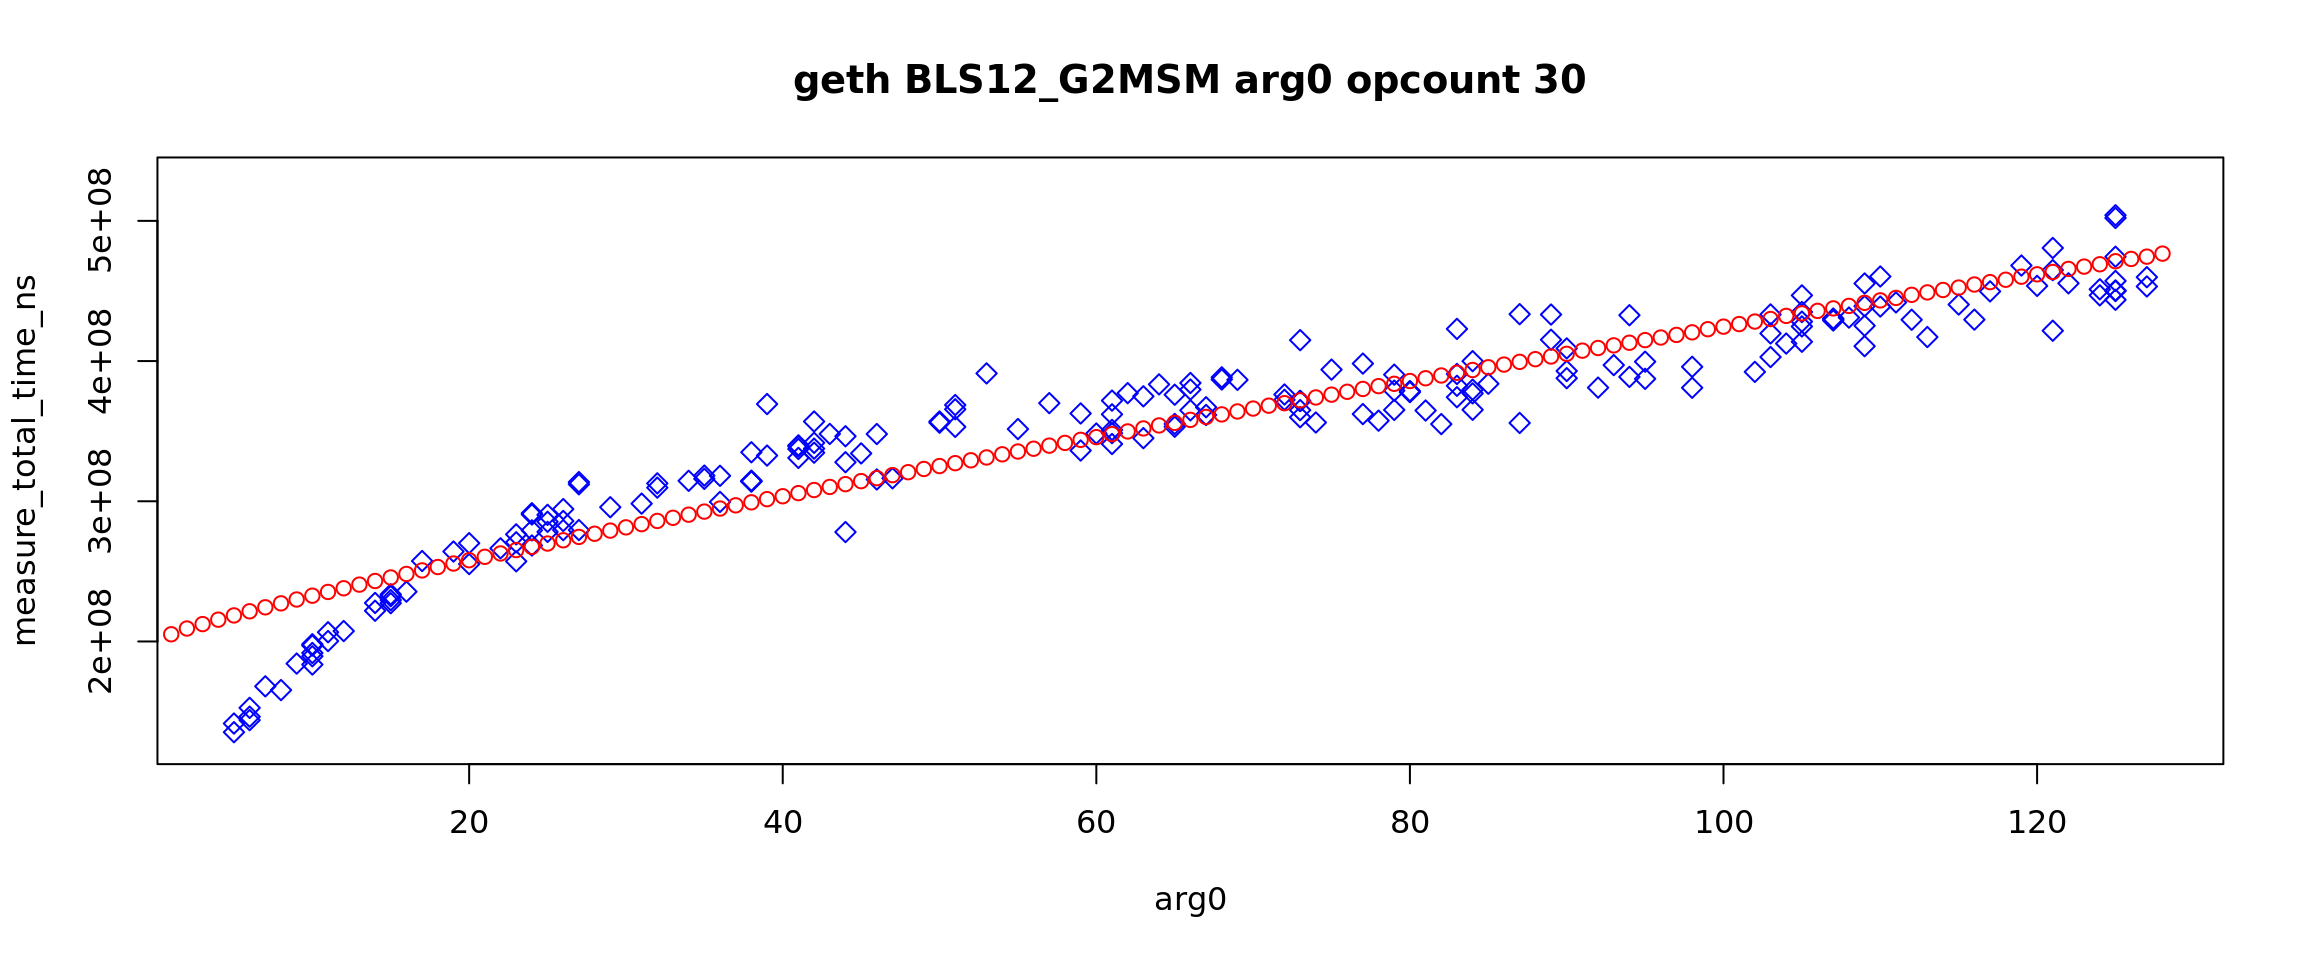 geth BLS12_G2MSM arg0 opcount 30
measure_total_time_ns
5e+08
4e+08
3e+08
2e+08
20 40 60 80 100 120
arg0